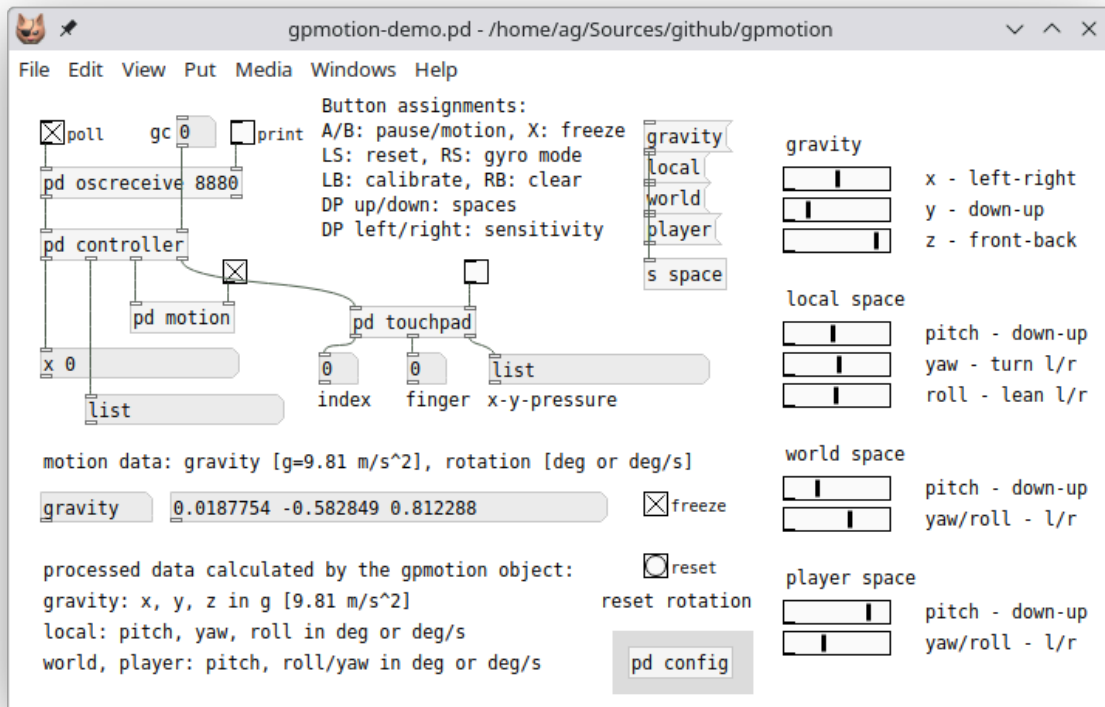 gpmotion-demo.pd - /home/ag/Sources/github/gpmotion
File Edit View Put Media Windows Help
Button assignments:
A/B: pause/motion, X: freeze
LS: reset, RS: gyro mode
LB: calibrate, RB: clear
DP up/down: spaces
DP left/right: sensitivity
poll
gc 0
print
pd oscreceive 8880
pd controller
pd motion
pd touchpad
x 0
list
0
index
0
finger
list
x-y-pressure
gravity
local
world
player
s space
gravity
x - left-right
y - down-up
z - front-back
local space
pitch - down-up
yaw - turn l/r
roll - lean l/r
world space
pitch - down-up
yaw/roll - l/r
player space
pitch - down-up
yaw/roll - l/r
motion data: gravity [g=9.81 m/s^2], rotation [deg or deg/s]
gravity
0.0187754 -0.582849 0.812288
freeze
reset
reset rotation
pd config
processed data calculated by the gpmotion object:
gravity: x, y, z in g [9.81 m/s^2]
local: pitch, yaw, roll in deg or deg/s
world, player: pitch, roll/yaw in deg or deg/s